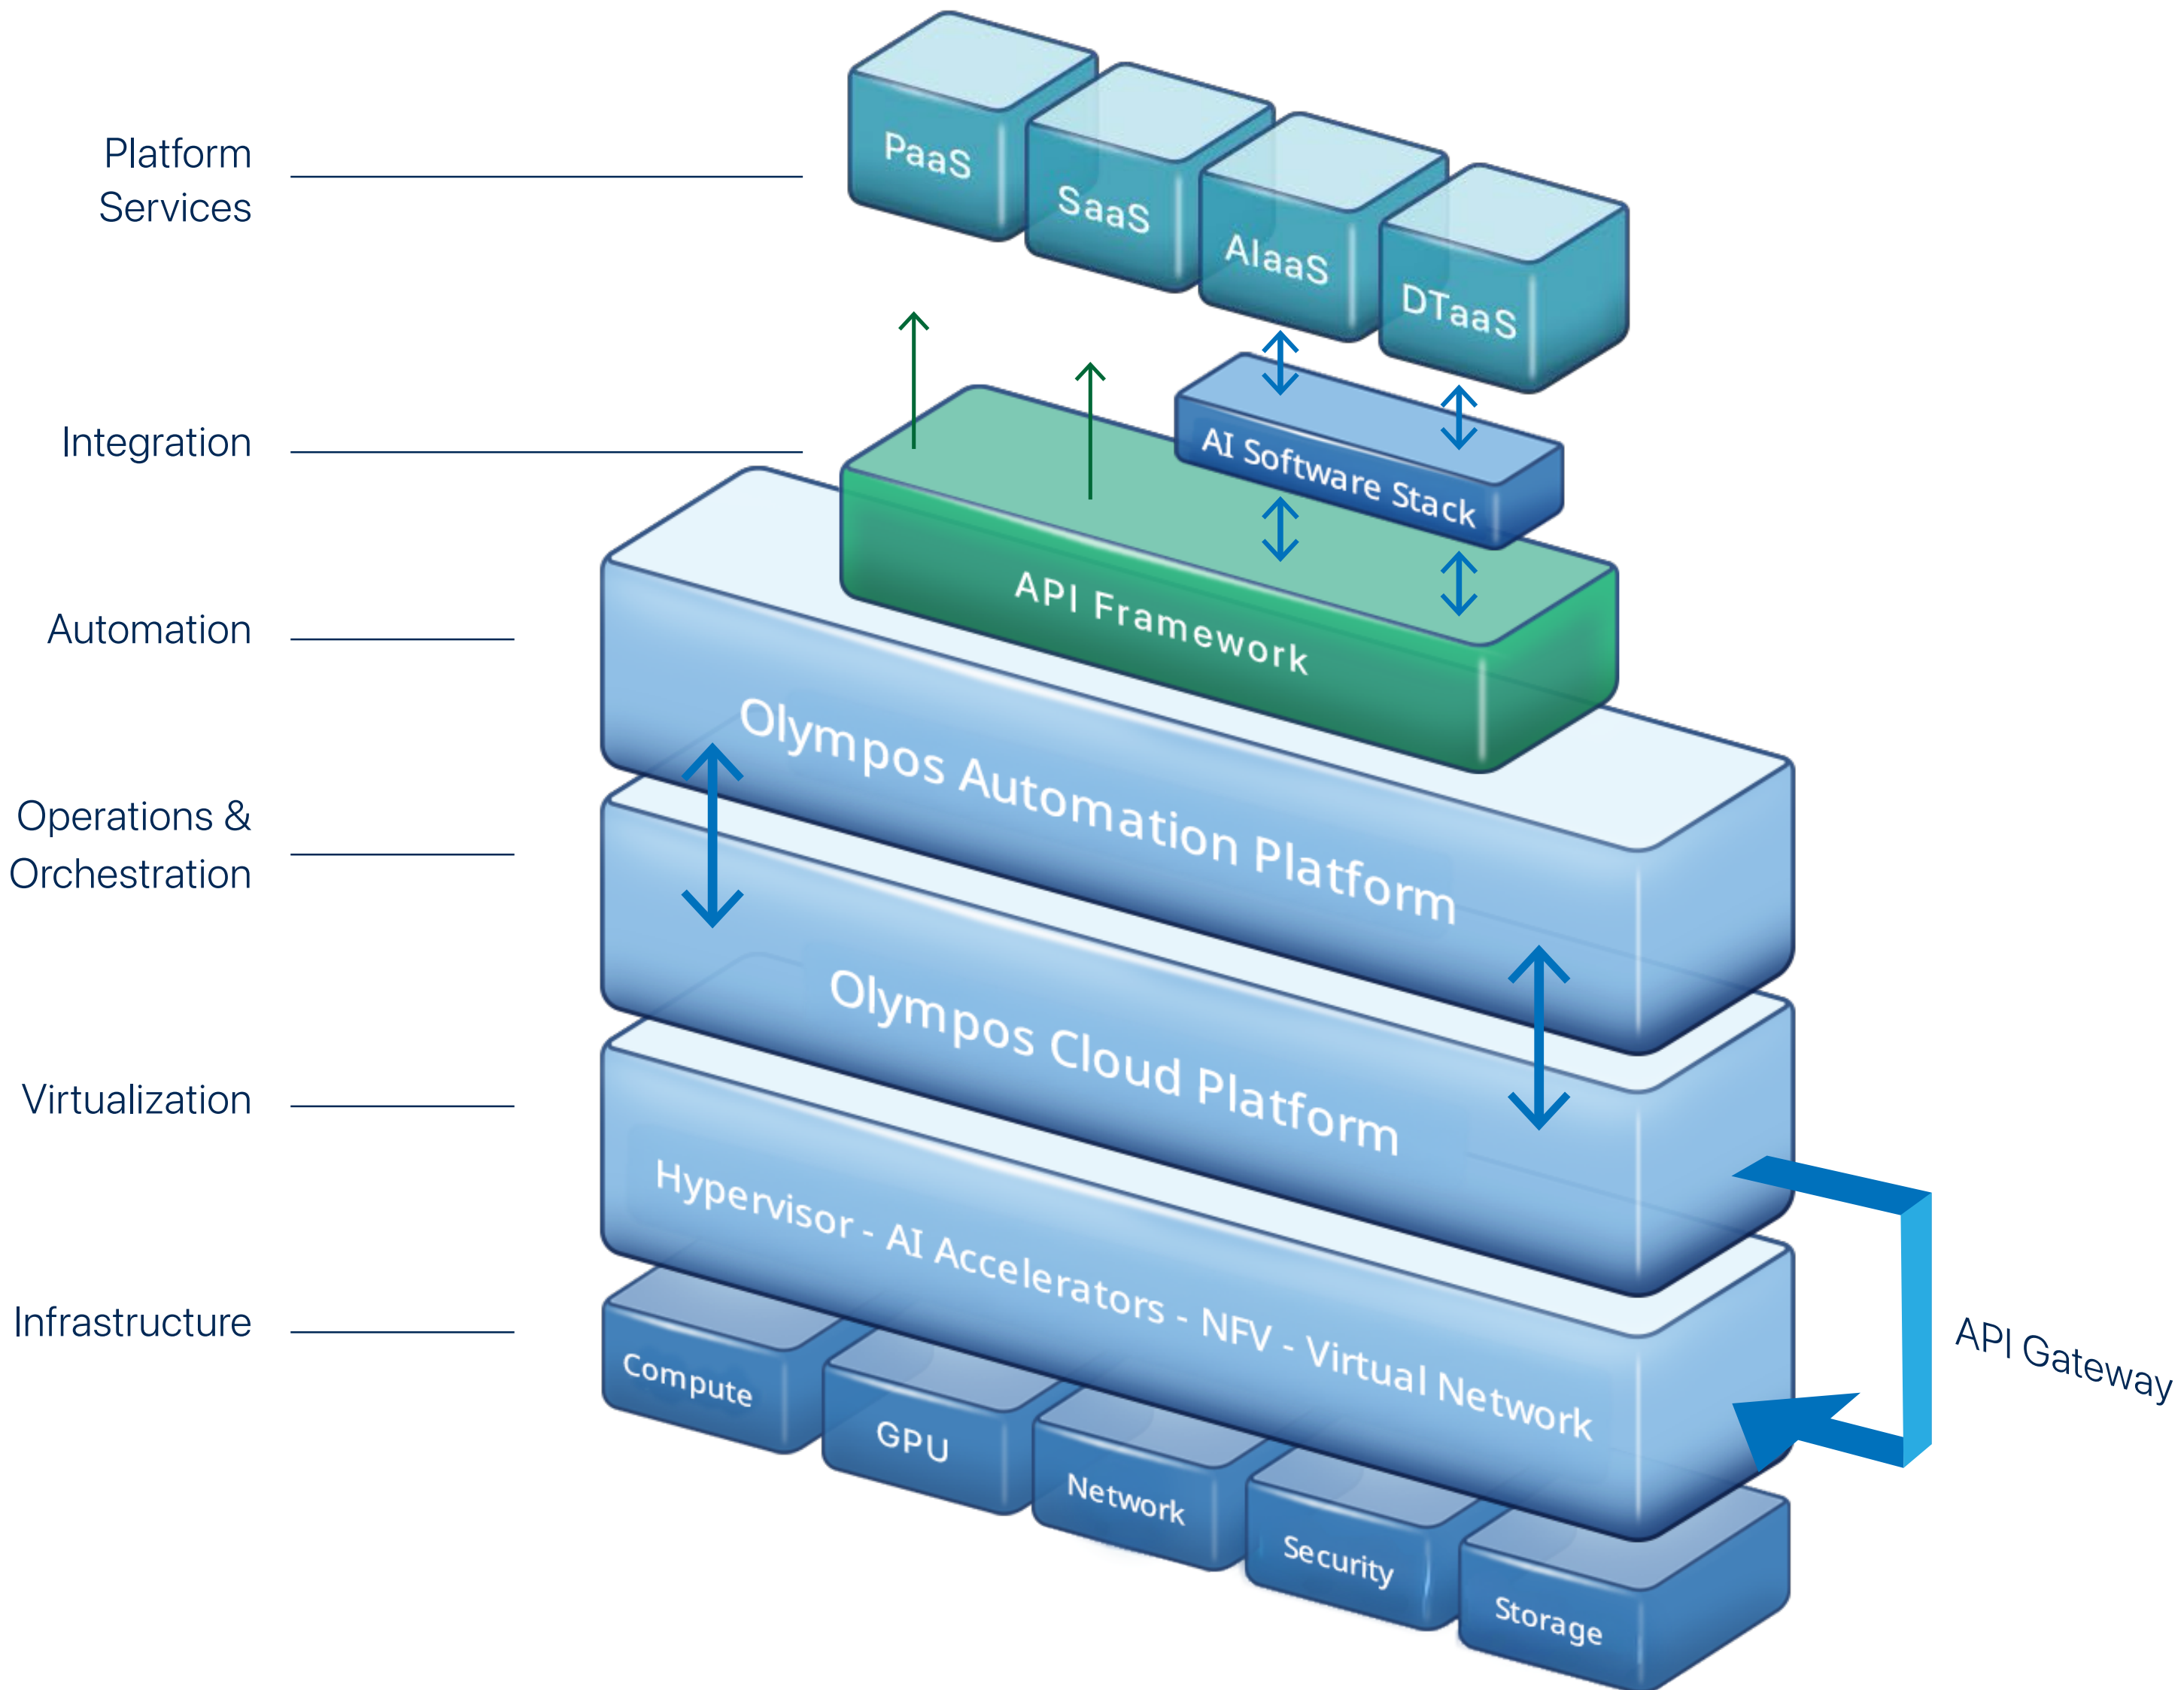 Platform
Services
PaaS
SaaS
AIaaS
DTaaS
Integration
AI Software Stack
API Framework
Automation
Olympos Automation Platform
Operations &
Orchestration
Olympos Cloud Platform
Virtualization
Hypervisor - AI Accelerators - NFV - Virtual Network
API Gateway
Infrastructure
Compute
GPU
Network
Security
Storage